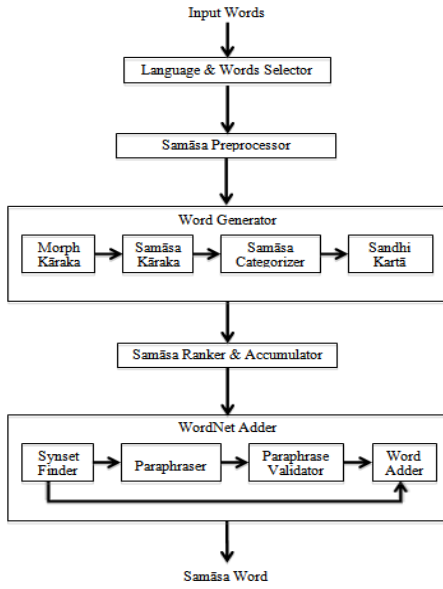 Input Words
Language & Words Selector
Samāsa Preprocessor
Word Generator
Morph
Kāraka
Samāsa
Kāraka
Samāsa
Categorizer
Sandhi
Kartā
Samāsa Ranker & Accumulator
WordNet Adder
Synset
Finder
Paraphraser
Paraphrase
Validator
Word
Adder
Samāsa Word